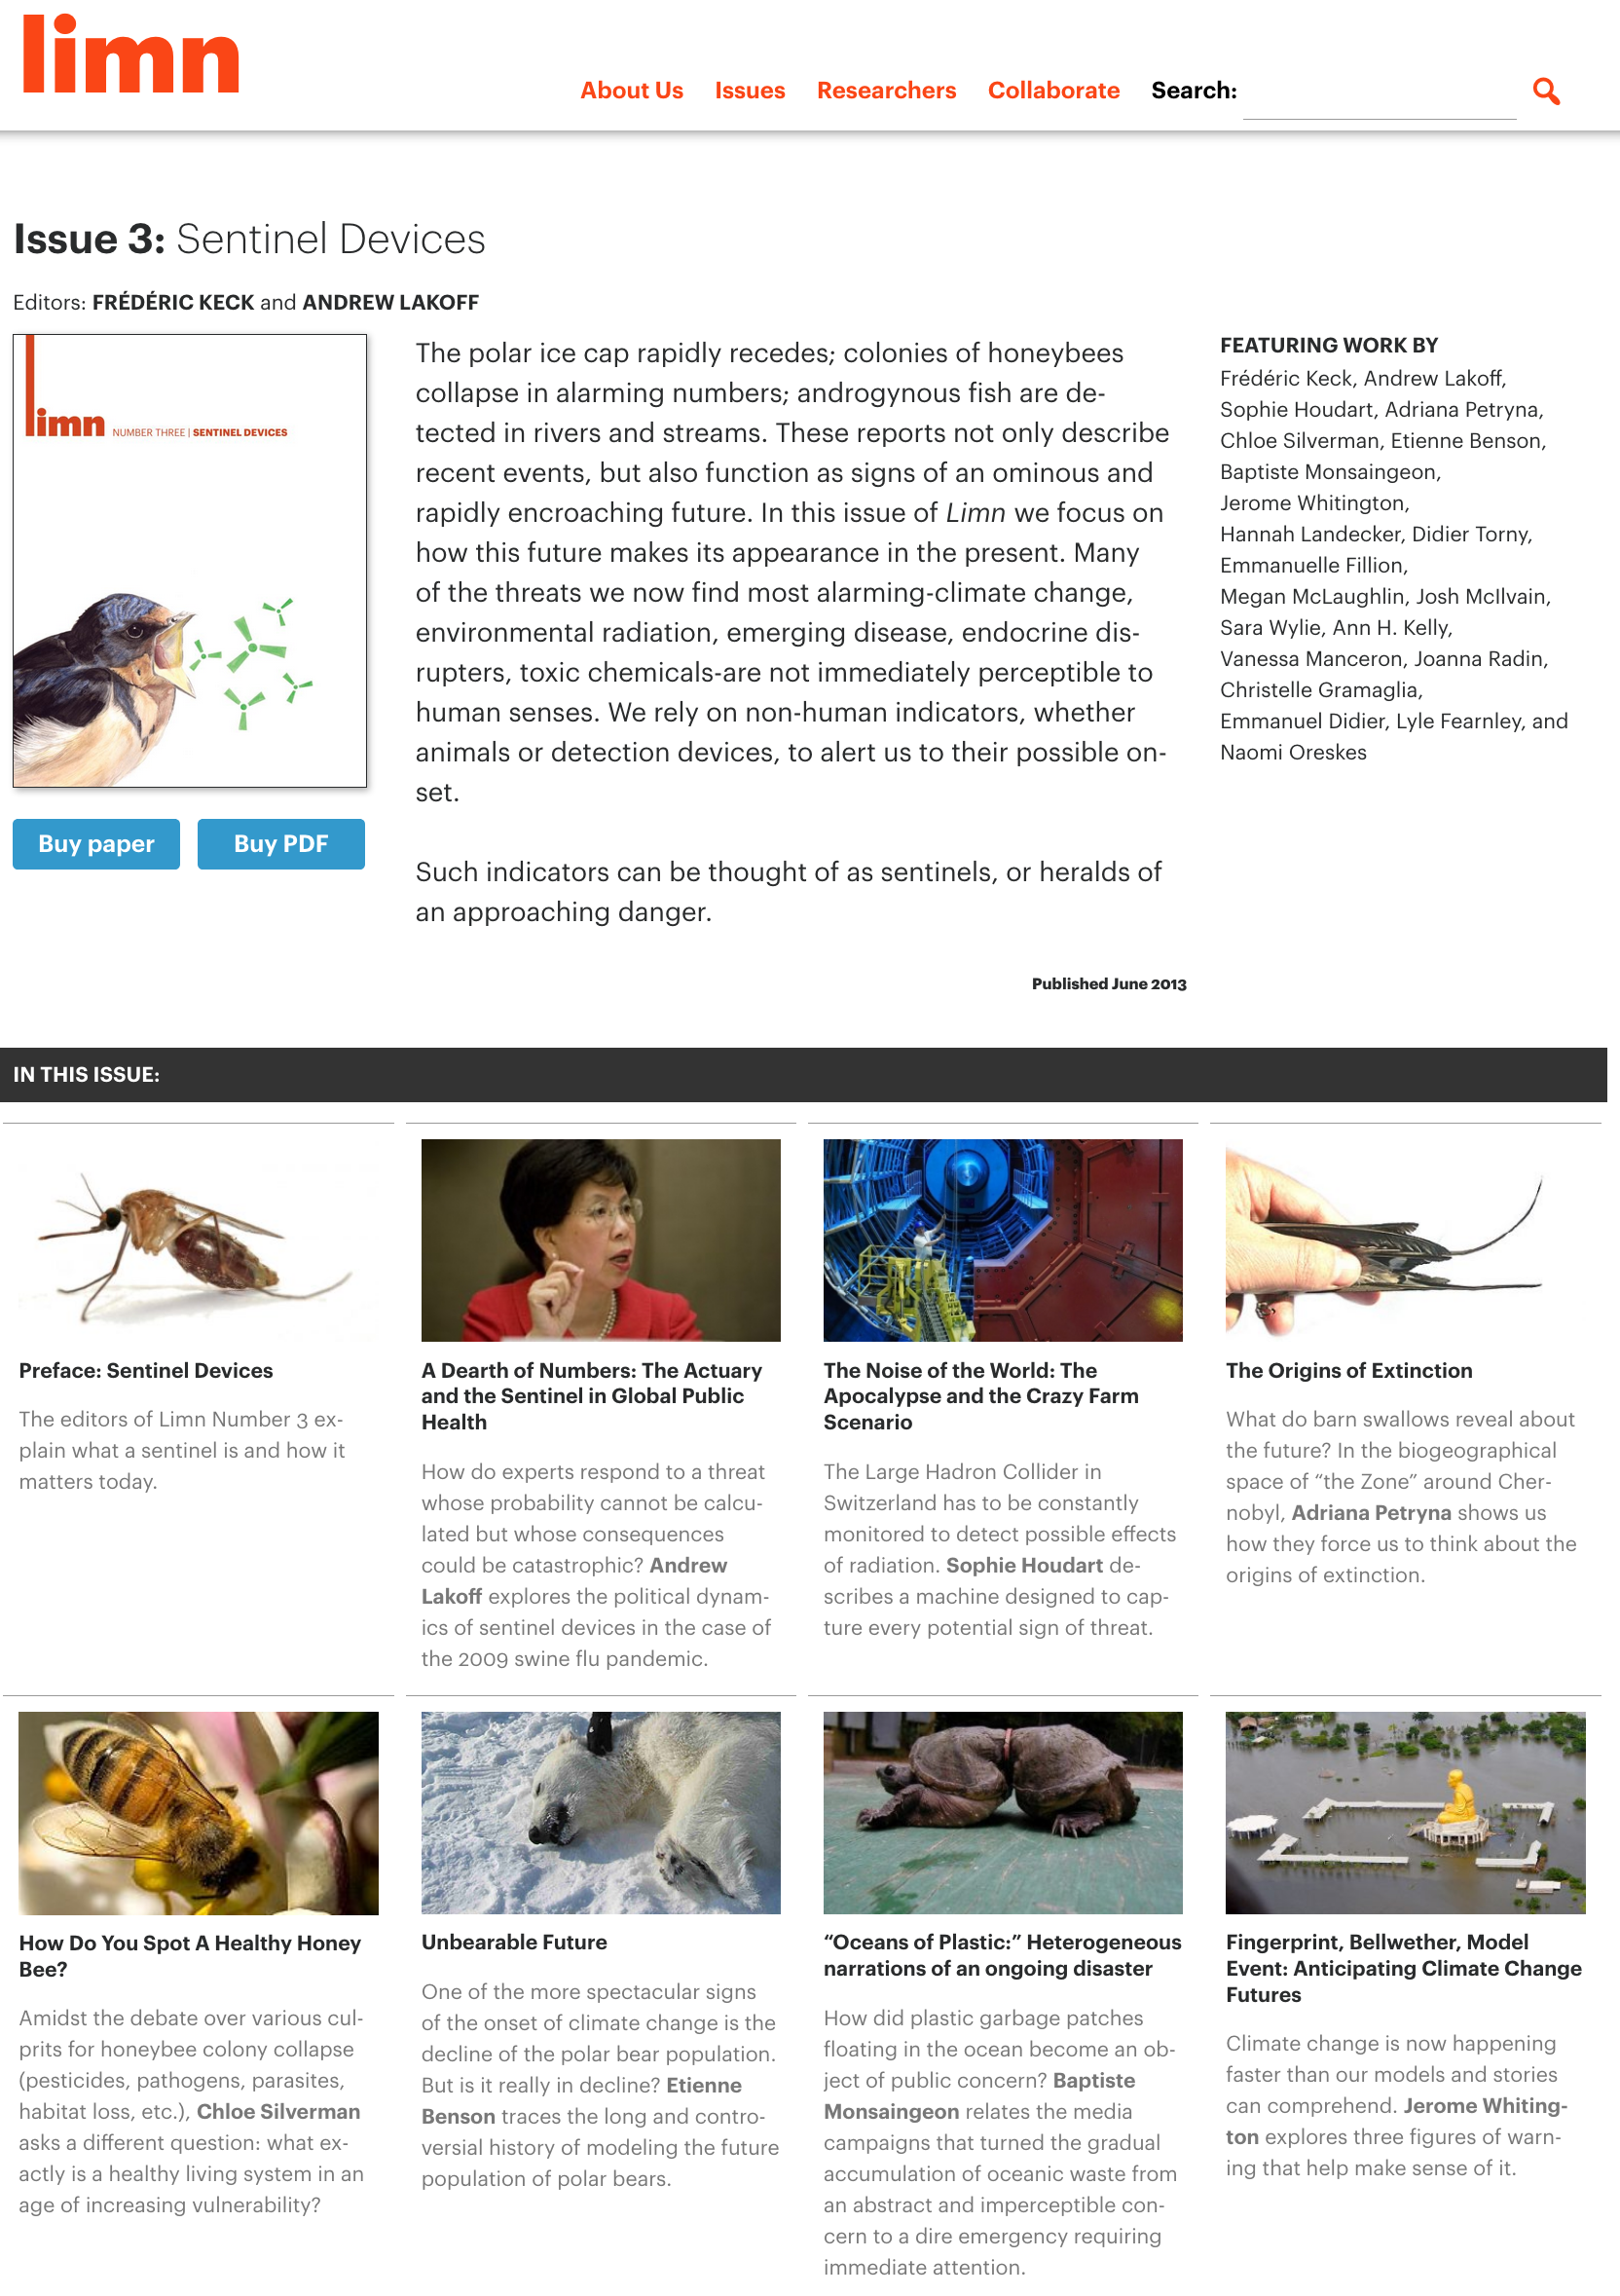 limn
About Us Issues Researchers Collaborate Search:
Issue 3: Sentinel Devices
Editors: FRÉDÉRIC KECK and ANDREW LAKOFF
limn NUMBER THREE | SENTINEL DEVICES
Buy paper Buy PDF
The polar ice cap rapidly recedes; colonies of honeybees
collapse in alarming numbers; androgynous fish are de-
tected in rivers and streams. These reports not only describe
recent events, but also function as signs of an ominous and
rapidly encroaching future. In this issue of Limn we focus on
how this future makes its appearance in the present. Many
of the threats we now find most alarming-climate change,
environmental radiation, emerging disease, endocrine dis-
rupters, toxic chemicals-are not immediately perceptible to
human senses. We rely on non-human indicators, whether
animals or detection devices, to alert us to their possible on-
set.
Such indicators can be thought of as sentinels, or heralds of
an approaching danger.
Published June 2013
FEATURING WORK BY
Frédéric Keck, Andrew Lakoff,
Sophie Houdart, Adriana Petryna,
Chloe Silverman, Etienne Benson,
Baptiste Monsaingeon,
Jerome Whitington,
Hannah Landecker, Didier Torny,
Emmanuelle Fillion,
Megan McLaughlin, Josh McIlvain,
Sara Wylie, Ann H. Kelly,
Vanessa Manceron, Joanna Radin,
Christelle Gramaglia,
Emmanuel Didier, Lyle Fearnley, and
Naomi Oreskes
IN THIS ISSUE:
Preface: Sentinel Devices
The editors of Limn Number 3 ex-
plain what a sentinel is and how it
matters today.
A Dearth of Numbers: The Actuary
and the Sentinel in Global Public
Health
How do experts respond to a threat
whose probability cannot be calcu-
lated but whose consequences
could be catastrophic? Andrew
Lakoff explores the political dynam-
ics of sentinel devices in the case of
the 2009 swine flu pandemic.
The Noise of the World: The
Apocalypse and the Crazy Farm
Scenario
The Large Hadron Collider in
Switzerland has to be constantly
monitored to detect possible effects
of radiation. Sophie Houdart de-
scribes a machine designed to cap-
ture every potential sign of threat.
The Origins of Extinction
What do barn swallows reveal about
the future? In the biogeographical
space of “the Zone” around Cher-
nobyl, Adriana Petryna shows us
how they force us to think about the
origins of extinction.
How Do You Spot A Healthy Honey
Bee?
Amidst the debate over various cul-
prits for honeybee colony collapse
(pesticides, pathogens, parasites,
habitat loss, etc.), Chloe Silverman
asks a different question: what ex-
actly is a healthy living system in an
age of increasing vulnerability?
Unbearable Future
One of the more spectacular signs
of the onset of climate change is the
decline of the polar bear population.
But is it really in decline? Etienne
Benson traces the long and contro-
versial history of modeling the future
population of polar bears.
“Oceans of Plastic:” Heterogeneous
narrations of an ongoing disaster
How did plastic garbage patches
floating in the ocean become an ob-
ject of public concern? Baptiste
Monsaingeon relates the media
campaigns that turned the gradual
accumulation of oceanic waste from
an abstract and imperceptible con-
cern to a dire emergency requiring
immediate attention.
Fingerprint, Bellwether, Model
Event: Anticipating Climate Change
Futures
Climate change is now happening
faster than our models and stories
can comprehend. Jerome Whiting-
ton explores three figures of warn-
ing that help make sense of it.